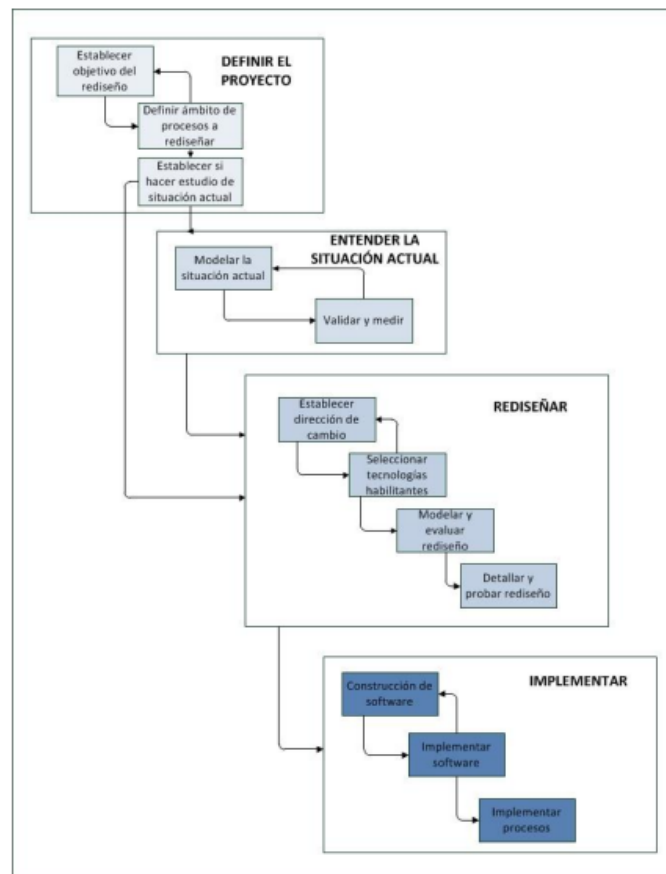 DEFINIR EL
PROYECTO
Establecer
objetivo del
rediseño
Definir ámbito de
procesos a
rediseñar
Establecer si
hacer estudio de
situación actual
ENTENDER LA
SITUACIÓN ACTUAL
Modelar la
situación actual
Validar y medir
REDISEÑAR
Establecer
dirección de
cambio
Seleccionar
tecnologías
habilitantes
Modelar y
evaluar
rediseño
Detallar y
probar rediseño
IMPLEMENTAR
Construcción de
software
Implementar
software
Implementar
procesos